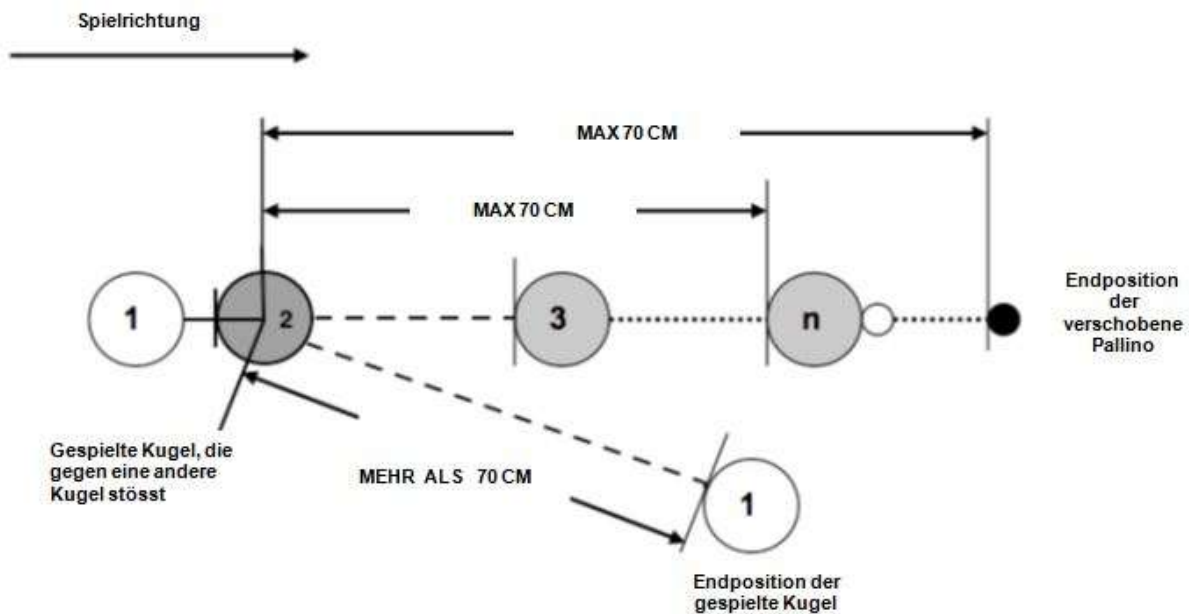 Spielrichtung
MAX 70 CM
MAX 70 CM
1
2
3
n
Endposition
der
verschobene
Pallino
Gespielte Kugel, die
gegen eine andere
Kugel stösst
MEHR ALS 70 CM
1
Endposition der
gespielte Kugel